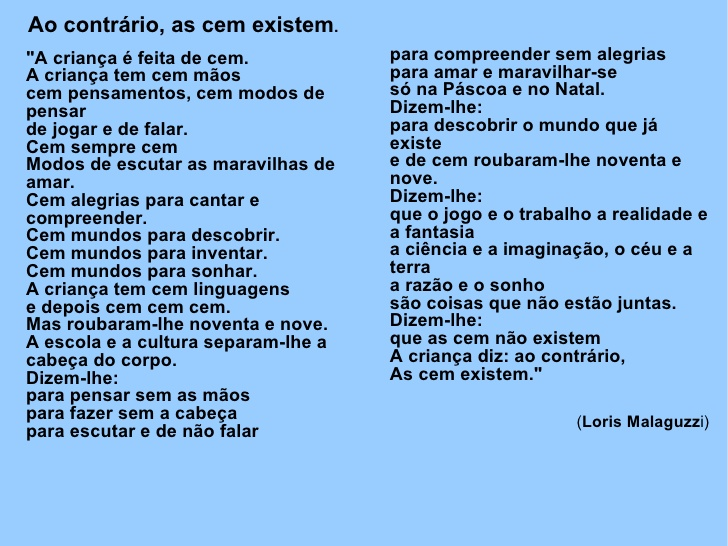 Ao contrário, as cem existem.
"A criança é feita de cem.
A criança tem cem mãos
cem pensamentos, cem modos de
pensar
de jogar e de falar.
Cem sempre cem
Modos de escutar as maravilhas de
amar.
Cem alegrias para cantar e
compreender.
Cem mundos para descobrir.
Cem mundos para inventar.
Cem mundos para sonhar.
A criança tem cem linguagens
e depois cem cem cem.
Mas roubaram-lhe noventa e nove.
A escola e a cultura separam-lhe a
cabeça do corpo.
Dizem-lhe:
para pensar sem as mãos
para fazer sem a cabeça
para escutar e de não falar
para compreender sem alegrias
para amar e maravilhar-se
só na Páscoa e no Natal.
Dizem-lhe:
para descobrir o mundo que já
existe
e de cem roubaram-lhe noventa e
nove.
Dizem-lhe:
que o jogo e o trabalho a realidade e
a fantasia
a ciência e a imaginação, o céu e a
terra
a razão e o sonho
são coisas que não estão juntas.
Dizem-lhe:
que as cem não existem
A criança diz: ao contrário,
As cem existem."
(Loris Malaguzzi)